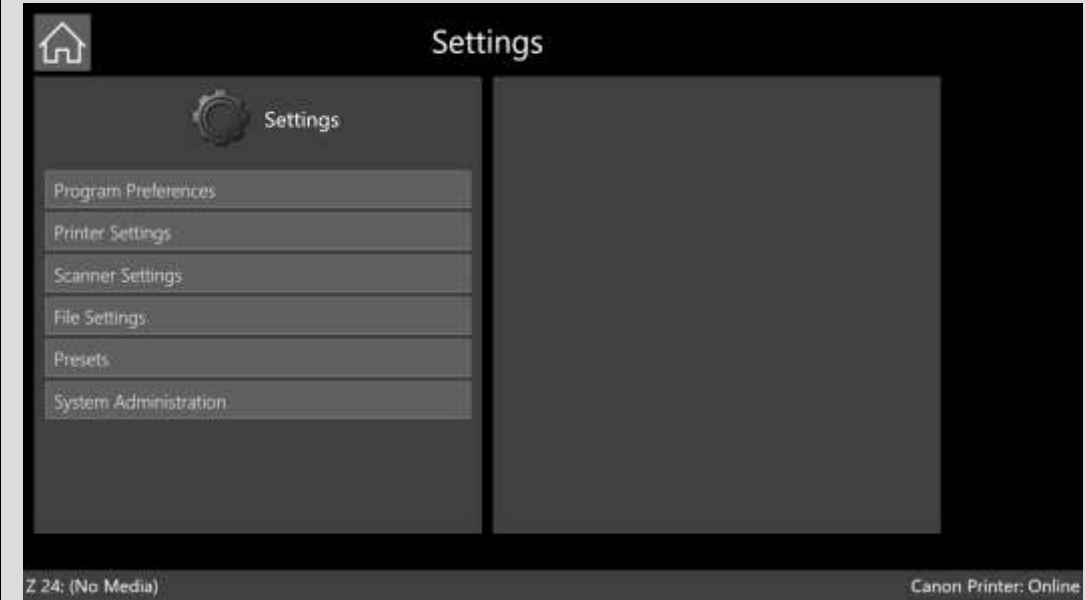 Settings
Settings
Program Preferences
Printer Settings
Scanner Settings
File Settings
Presets
System Administration
Z 24: (No Media)
Canon Printer: Online